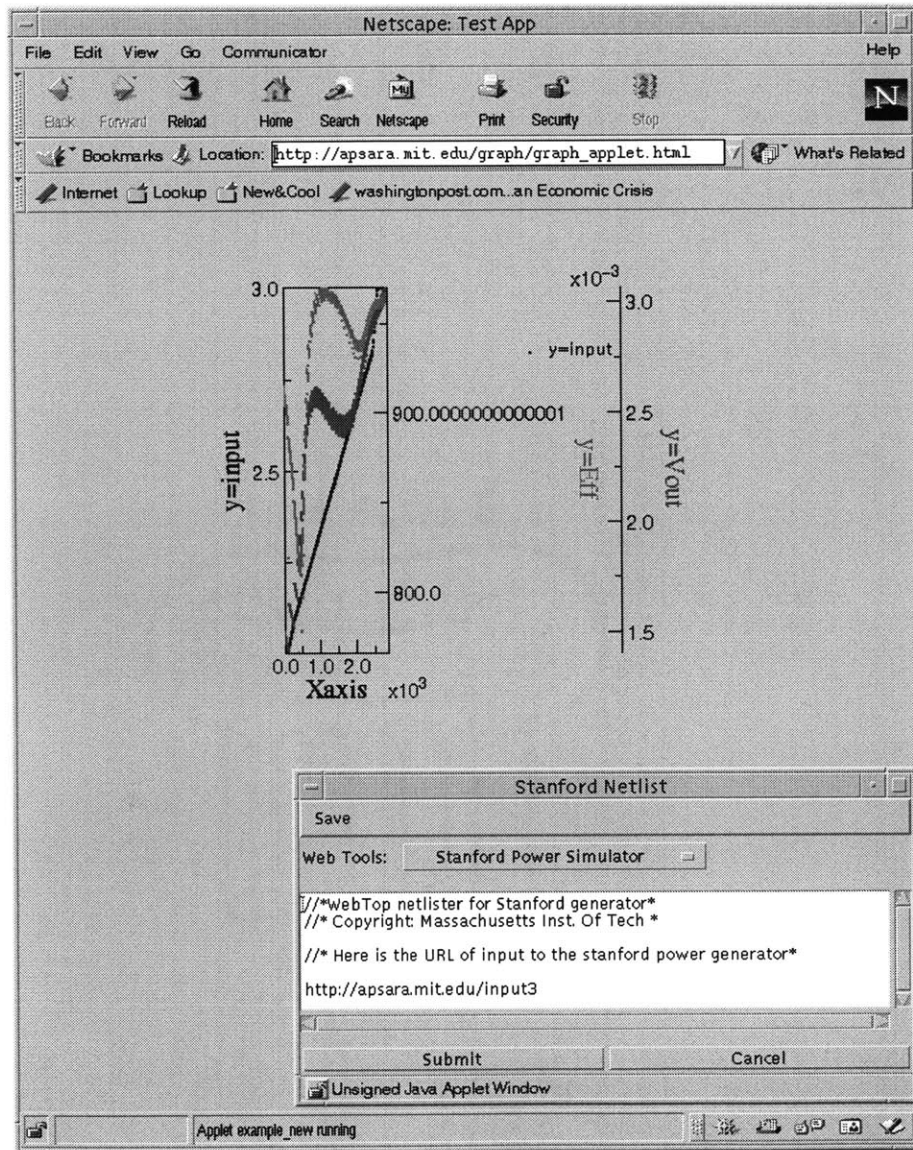 Netscape: Test App
File Edit View Go Communicator Help
Back Forward Reload Home Search Netscape Print Security Stop
My
N
Bookmarks Location: http://apsara.mit.edu/graph/graph_applet.html What's Related
Internet Lookup New&Cool washingtonpost.com...an Economic Crisis
x10-3
3.0 3.0
y=input
900.0000000000001 2.5
y=input
y=Eff
y=Vout
2.5
2.0
800.0
1.5
0.0 1.0 2.0
Xaxis x10³
Stanford Netlist
Save
Web Tools: Stanford Power Simulator
//*WebTop netlister for Stanford generator*
//* Copyright: Massachusetts Inst. Of Tech *
//* Here is the URL of input to the stanford power generator*
http://apsara.mit.edu/input3
Submit Cancel
Unsigned Java Applet Window
Applet example_new running